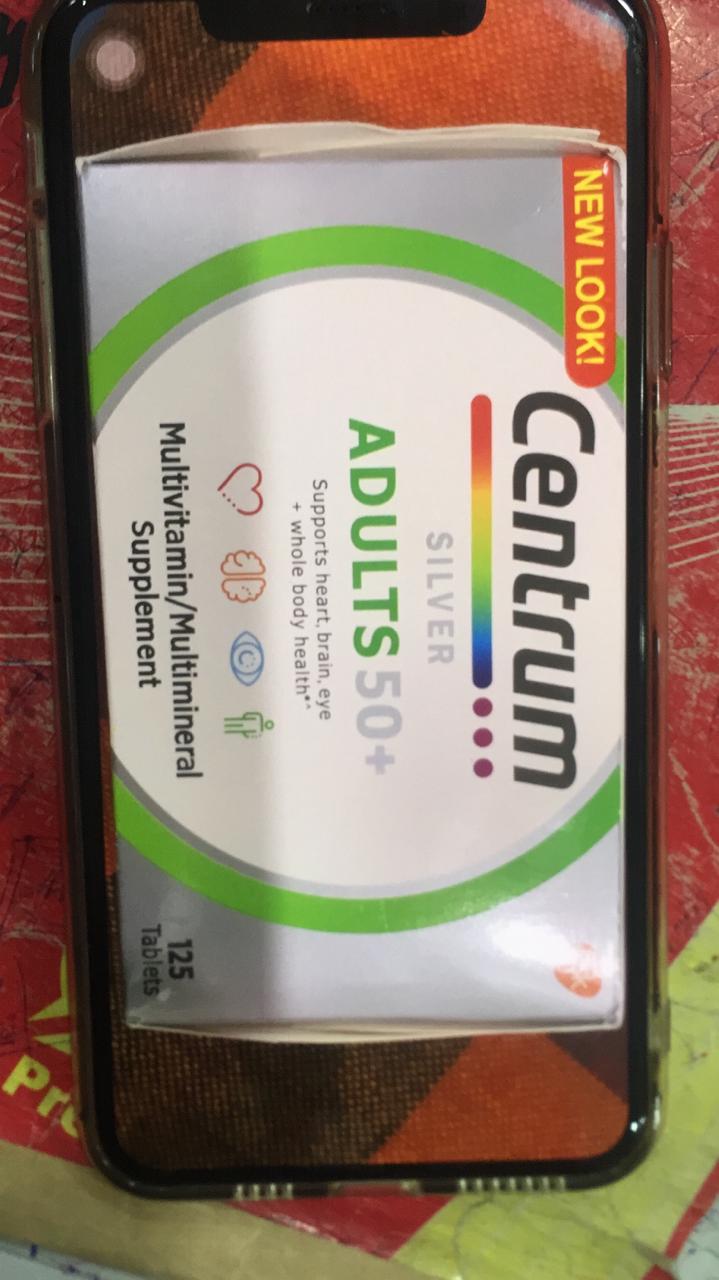 NEW LOOK!
Centrum
SILVER
ADULTS 50+
Supports heart, brain, eye
+ whole body health*^
Multivitamin/Multimineral
Supplement
125
Tablets